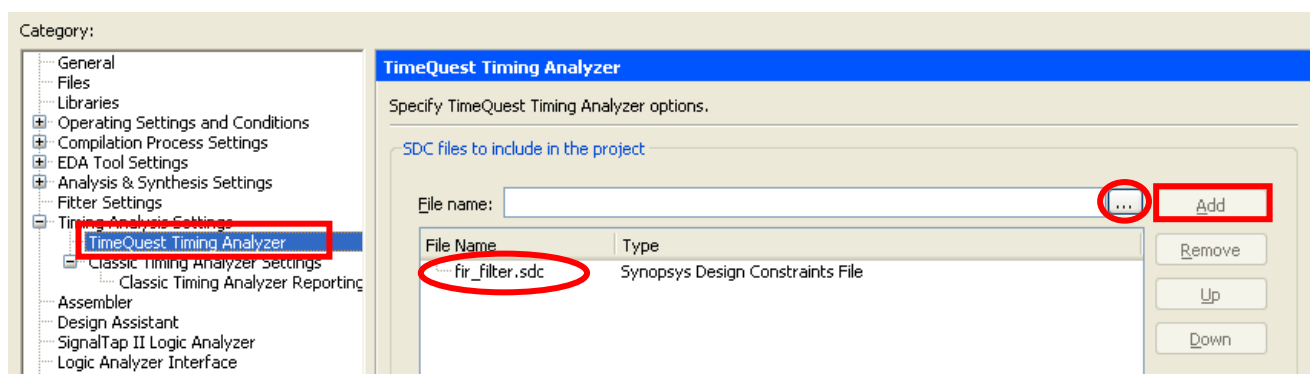 Category:
General
Files
Libraries
Operating Settings and Conditions
Compilation Process Settings
EDA Tool Settings
Analysis & Synthesis Settings
Fitter Settings
Timing Analysis Settings
TimeQuest Timing Analyzer
Classic Timing Analyzer Settings
Classic Timing Analyzer Reporting
Assembler
Design Assistant
SignalTap II Logic Analyzer
Logic Analyzer Interface
TimeQuest Timing Analyzer
Specify TimeQuest Timing Analyzer options.
SDC files to include in the project
File name: ... Add
File Name Type
fir_filter.sdc Synopsys Design Constraints File
Remove
Up
Down